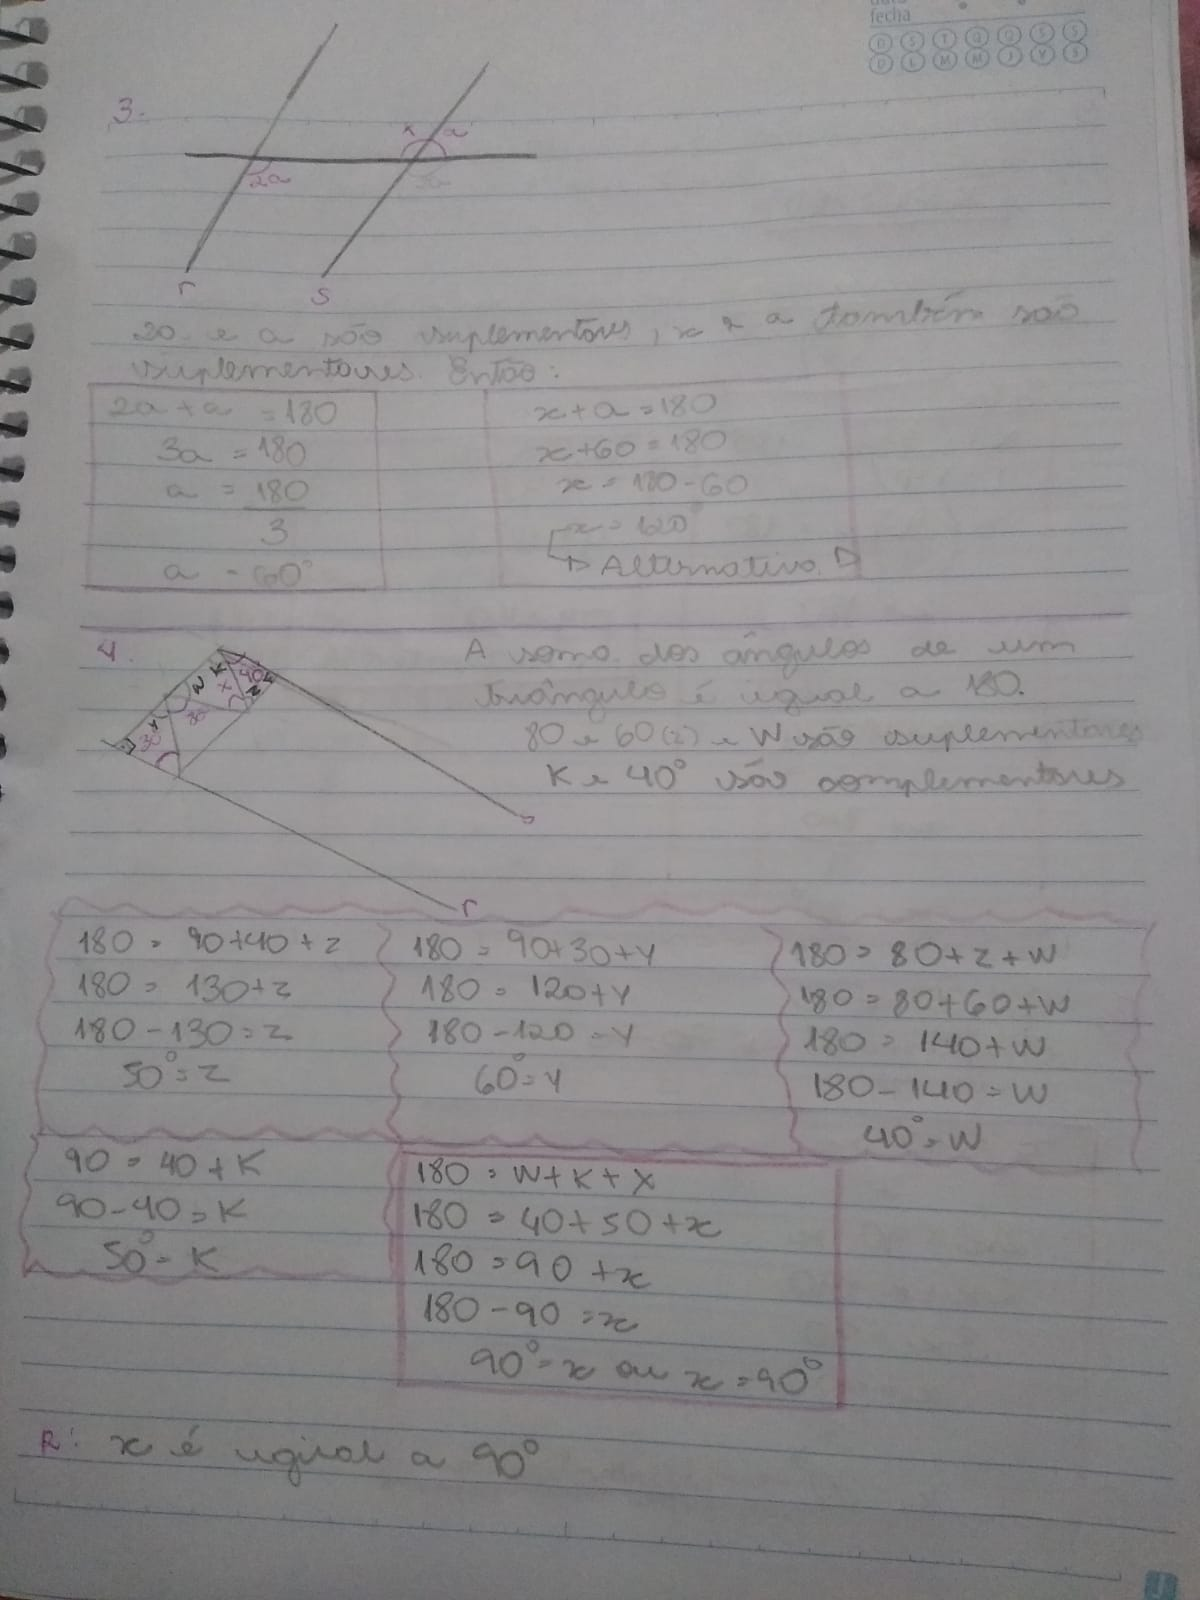 fecha
D S T Q Q S S
D L M M J V S
3.
x a
2a
r s
2a e a são suplementares, x e a também são
suplementares. Então:
2a + a = 180
3a = 180
a = 180
3
a = 60°
x + a = 180
x + 60 = 180
x = 180 - 60
x = 120°
Alternativa D
4.
30 Y 80 W K X 40 Z
s
r
A soma dos ângulos de um
triângulo é igual a 180.
80 e 60 (z) e W são suplementares
K e 40° são complementares
180 = 90 + 40 + z
180 = 130 + z
180 - 130 = z
50° = z
180 = 90 + 30 + Y
180 = 120 + Y
180 - 120 = Y
60° = Y
180 = 80 + z + W
180 = 80 + 60 + W
180 = 140 + W
180 - 140 = W
40° = W
90 = 40 + K
90 - 40 = K
50° = K
180 = W + K + X
180 = 40 + 50 + x
180 = 90 + x
180 - 90 = x
90° = x ou x = 90°
R: x é igual a 90°